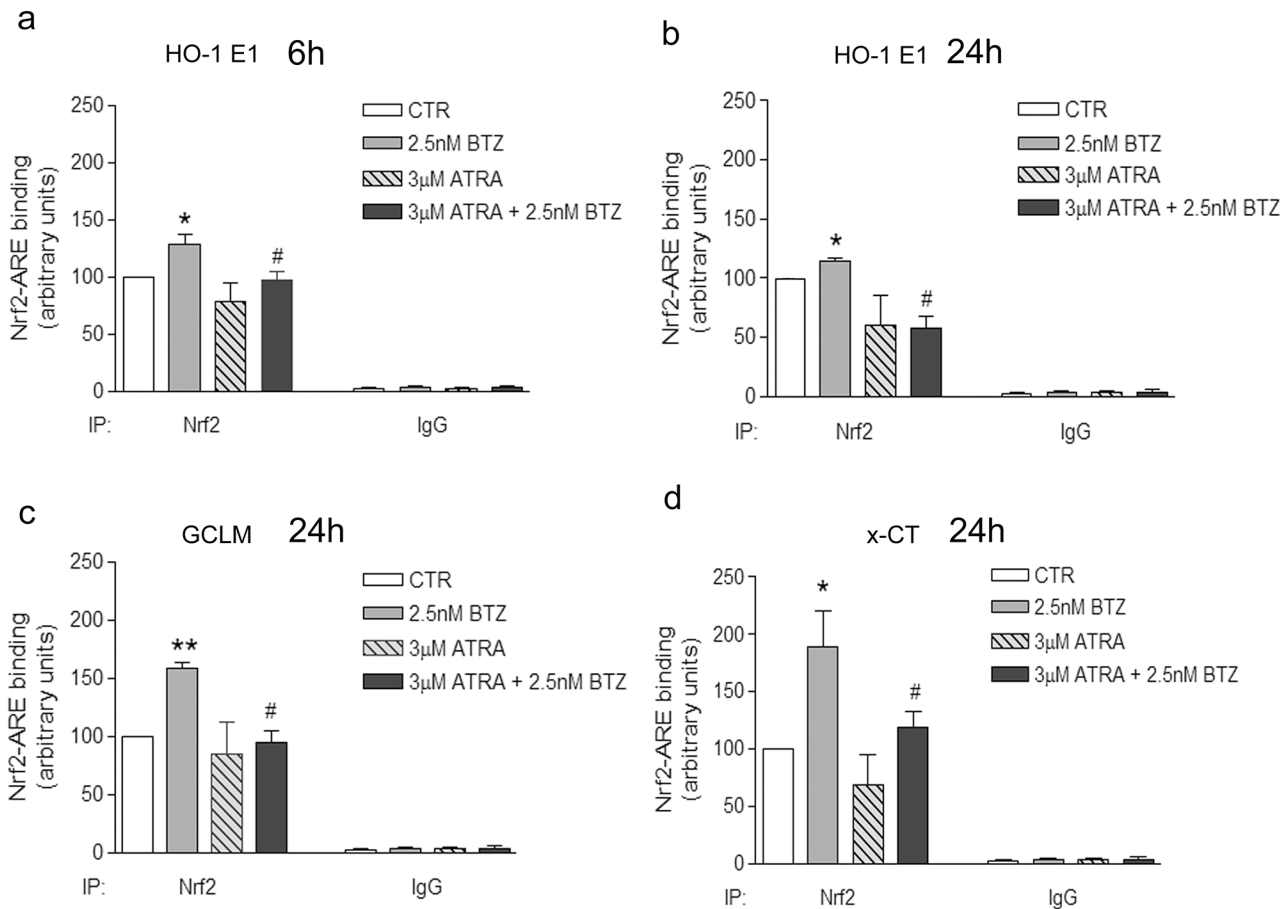 a
HO-1 E1 6h
250
200
150
100
50
0
Nrf2-ARE binding
(arbitrary units)
CTR
2.5nM BTZ
3μM ATRA
3μM ATRA + 2.5nM BTZ
*
#
IP: Nrf2 IgG
b
HO-1 E1 24h
250
200
150
100
50
0
Nrf2-ARE binding
(arbitrary units)
CTR
2.5nM BTZ
3μM ATRA
3μM ATRA + 2.5nM BTZ
*
#
IP: Nrf2 IgG
c
GCLM 24h
250
200
150
100
50
0
Nrf2-ARE binding
(arbitrary units)
CTR
2.5nM BTZ
3μM ATRA
3μM ATRA + 2.5nM BTZ
**
#
IP: Nrf2 IgG
d
x-CT 24h
250
200
150
100
50
0
Nrf2-ARE binding
(arbitrary units)
CTR
2.5nM BTZ
3μM ATRA
3μM ATRA + 2.5nM BTZ
*
#
IP: Nrf2 IgG